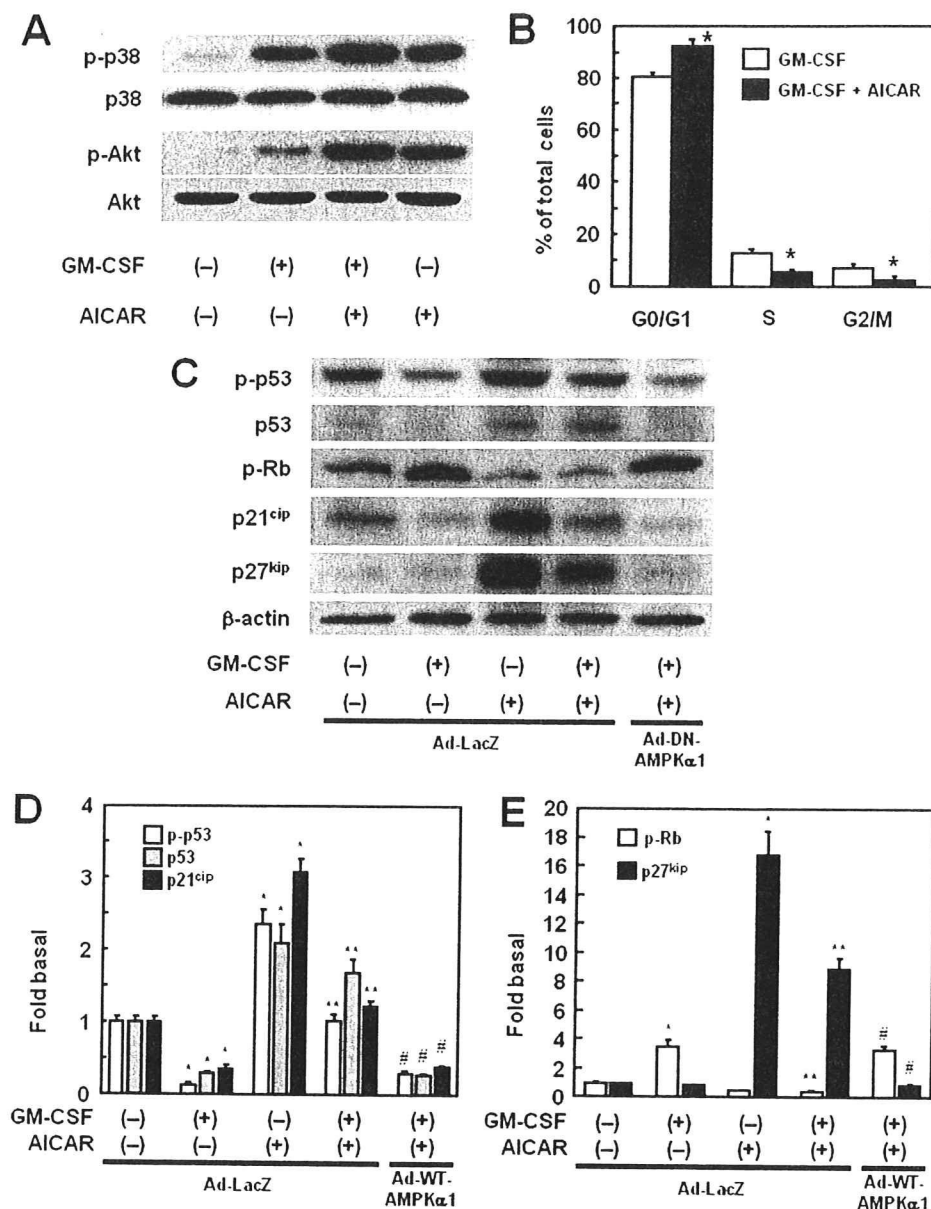 A
p-p38
p38
p-Akt
Akt
GM-CSF (–) (+) (+) (–)
AICAR (–) (–) (+) (+)
B
% of total cells
100
80
60
40
20
0
GM-CSF
GM-CSF + AICAR
*
*
*
G0/G1 S G2/M
C
p-p53
p53
p-Rb
p21cip
p27kip
β-actin
GM-CSF (–) (+) (–) (+) (+)
AICAR (–) (–) (+) (+) (+)
Ad-LacZ
Ad-DN-
AMPKα1
D
Fold basal
4
3
2
1
0
p-p53
p53
p21cip
* * *
* * *
** ** **
# # #
GM-CSF (–) (+) (–) (+) (+)
AICAR (–) (–) (+) (+) (+)
Ad-LacZ
Ad-WT-
AMPKα1
E
Fold basal
20
18
16
14
12
10
8
6
4
2
0
p-Rb
p27kip
*
*
** **
# #
GM-CSF (–) (+) (–) (+) (+)
AICAR (–) (–) (+) (+) (+)
Ad-LacZ
Ad-WT-
AMPKα1